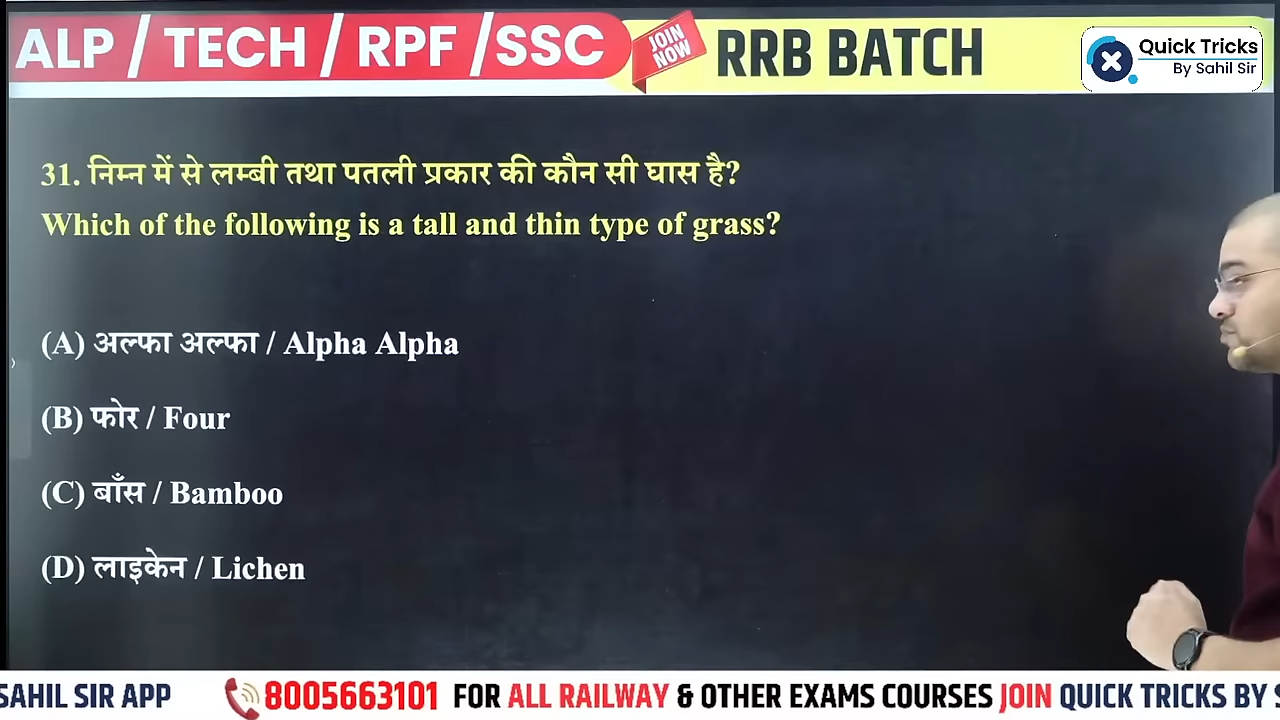 ALP / TECH / RPF / SSC JOIN NOW RRB BATCH
Quick Tricks
By Sahil Sir
31. निम्न में से लम्बी तथा पतली प्रकार की कौन सी घास है?
Which of the following is a tall and thin type of grass?
(A) अल्फा अल्फा / Alpha Alpha
(B) फोर / Four
(C) बाँस / Bamboo
(D) लाइकेन / Lichen
SAHIL SIR APP 8005663101 FOR ALL RAILWAY & OTHER EXAMS COURSES JOIN QUICK TRICKS BY